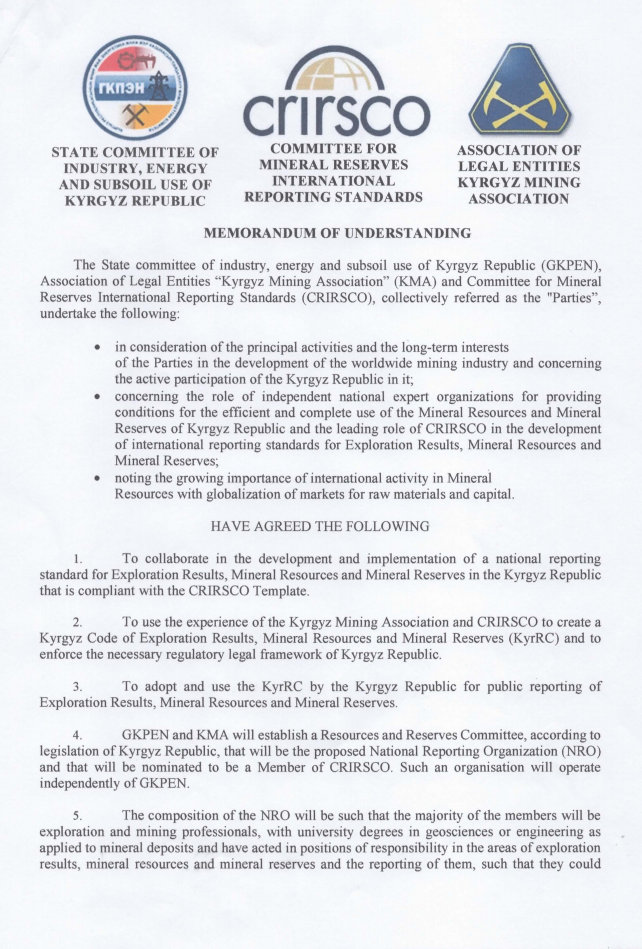 ГКПЭН
crirsco
STATE COMMITTEE OF
INDUSTRY, ENERGY
AND SUBSOIL USE OF
KYRGYZ REPUBLIC
COMMITTEE FOR
MINERAL RESERVES
INTERNATIONAL
REPORTING STANDARDS
ASSOCIATION OF
LEGAL ENTITIES
KYRGYZ MINING
ASSOCIATION
MEMORANDUM OF UNDERSTANDING
The State committee of industry, energy and subsoil use of Kyrgyz Republic (GKPEN),
Association of Legal Entities “Kyrgyz Mining Association” (KMA) and Committee for Mineral
Reserves International Reporting Standards (CRIRSCO), collectively referred as the "Parties”,
undertake the following:
• in consideration of the principal activities and the long-term interests
of the Parties in the development of the worldwide mining industry and concerning
the active participation of the Kyrgyz Republic in it;
• concerning the role of independent national expert organizations for providing
conditions for the efficient and complete use of the Mineral Resources and Mineral
Reserves of Kyrgyz Republic and the leading role of CRIRSCO in the development
of international reporting standards for Exploration Results, Mineral Resources and
Mineral Reserves;
• noting the growing importance of international activity in Mineral
Resources with globalization of markets for raw materials and capital.
HAVE AGREED THE FOLLOWING
1. To collaborate in the development and implementation of a national reporting
standard for Exploration Results, Mineral Resources and Mineral Reserves in the Kyrgyz Republic
that is compliant with the CRIRSCO Template.
2. To use the experience of the Kyrgyz Mining Association and CRIRSCO to create a
Kyrgyz Code of Exploration Results, Mineral Resources and Mineral Reserves (KyrRC) and to
enforce the necessary regulatory legal framework of Kyrgyz Republic.
3. To adopt and use the KyrRC by the Kyrgyz Republic for public reporting of
Exploration Results, Mineral Resources and Mineral Reserves.
4. GKPEN and KMA will establish a Resources and Reserves Committee, according to
legislation of Kyrgyz Republic, that will be the proposed National Reporting Organization (NRO)
and that will be nominated to be a Member of CRIRSCO. Such an organisation will operate
independently of GKPEN.
5. The composition of the NRO will be such that the majority of the members will be
exploration and mining professionals, with university degrees in geosciences or engineering as
applied to mineral deposits and have acted in positions of responsibility in the areas of exploration
results, mineral resources and mineral reserves and the reporting of them, such that they could